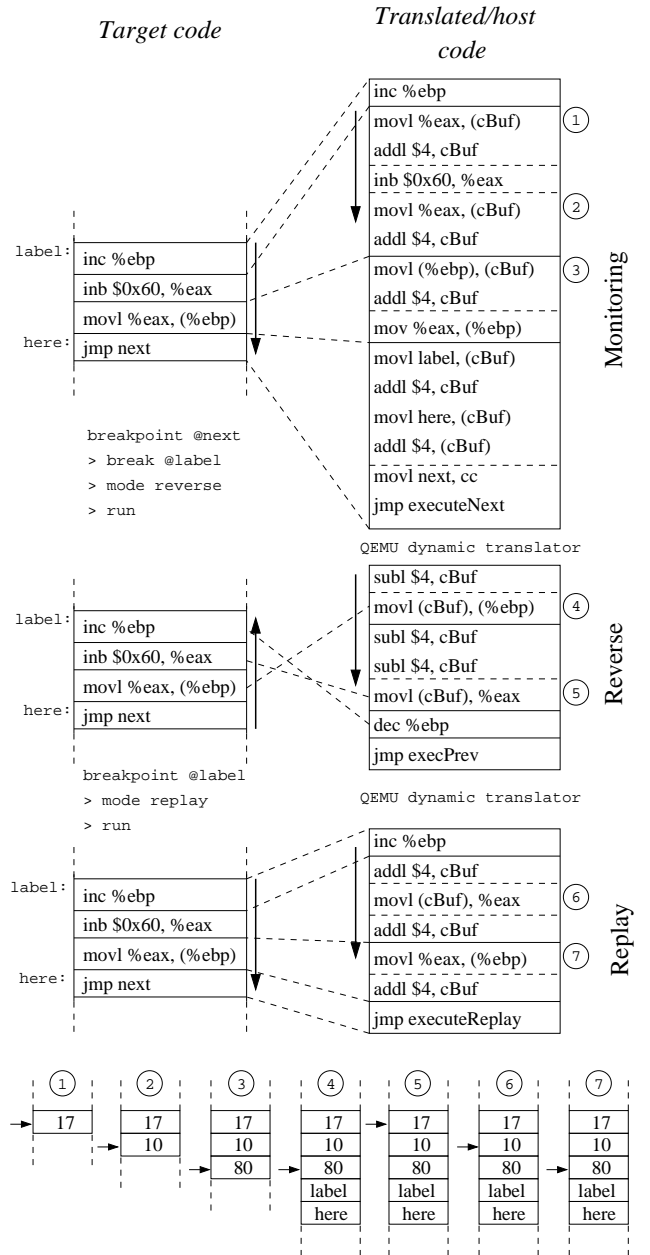 Target code
Translated/host
code
inc %ebp
movl %eax, (cBuf)
1
addl $4, cBuf
inb $0x60, %eax
movl %eax, (cBuf)
2
addl $4, cBuf
movl (%ebp), (cBuf)
3
addl $4, cBuf
mov %eax, (%ebp)
movl label, (cBuf)
addl $4, cBuf
movl here, (cBuf)
addl $4, (cBuf)
movl next, cc
jmp executeNext
Monitoring
label:
inc %ebp
inb $0x60, %eax
movl %eax, (%ebp)
here:
jmp next
breakpoint @next
> break @label
> mode reverse
> run
QEMU dynamic translator
subl $4, cBuf
movl (cBuf), (%ebp)
4
subl $4, cBuf
subl $4, cBuf
movl (cBuf), %eax
5
dec %ebp
jmp execPrev
Reverse
label:
inc %ebp
inb $0x60, %eax
movl %eax, (%ebp)
here:
jmp next
breakpoint @label
> mode replay
> run
QEMU dynamic translator
inc %ebp
addl $4, cBuf
movl (cBuf), %eax
6
addl $4, cBuf
movl %eax, (%ebp)
7
addl $4, cBuf
jmp executeReplay
Replay
label:
inc %ebp
inb $0x60, %eax
movl %eax, (%ebp)
here:
jmp next
1 2 3 4 5 6 7
17 17 17 17 17 17 17
10 10 10 10 10 10
80 80 80 80 80
label label label label
here here here here